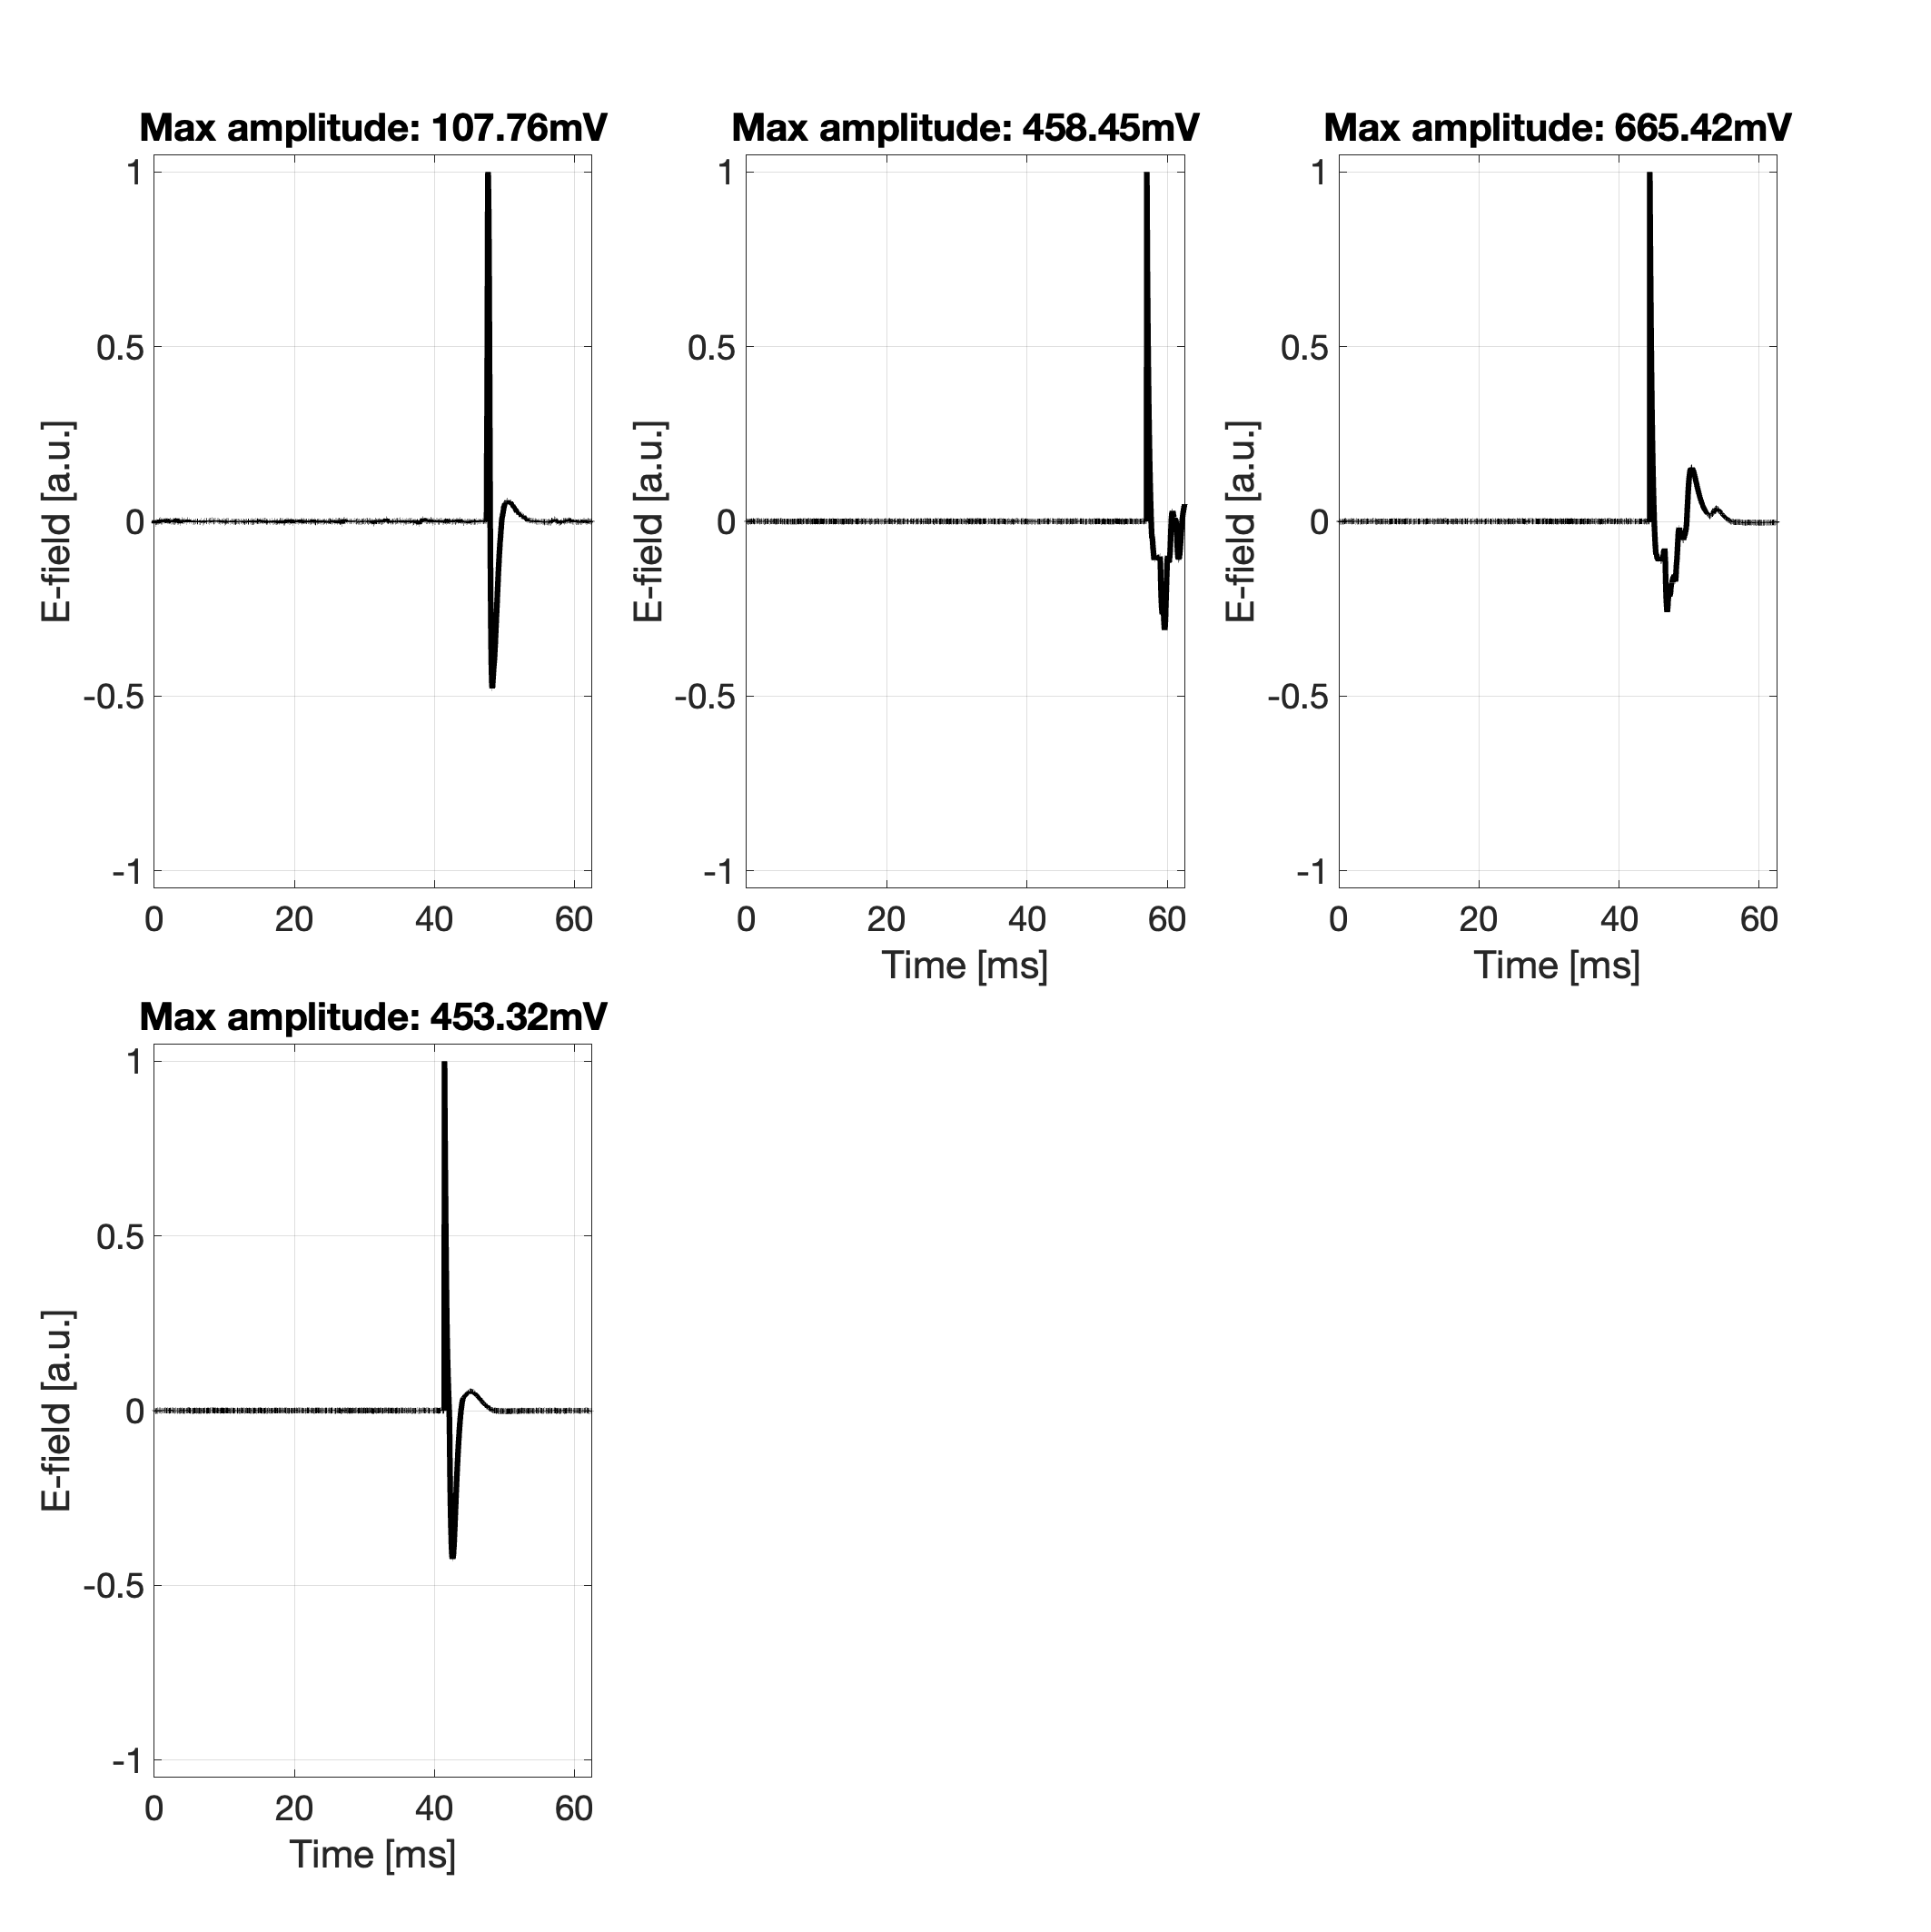 Max amplitude: 107.76mV
1
0.5
0
-0.5
-1
E-field [a.u.]
0 20 40 60
Max amplitude: 458.45mV
1
0.5
0
-0.5
-1
E-field [a.u.]
0 20 40 60
Time [ms]
Max amplitude: 665.42mV
1
0.5
0
-0.5
-1
E-field [a.u.]
0 20 40 60
Time [ms]
Max amplitude: 453.32mV
1
0.5
0
-0.5
-1
E-field [a.u.]
0 20 40 60
Time [ms]